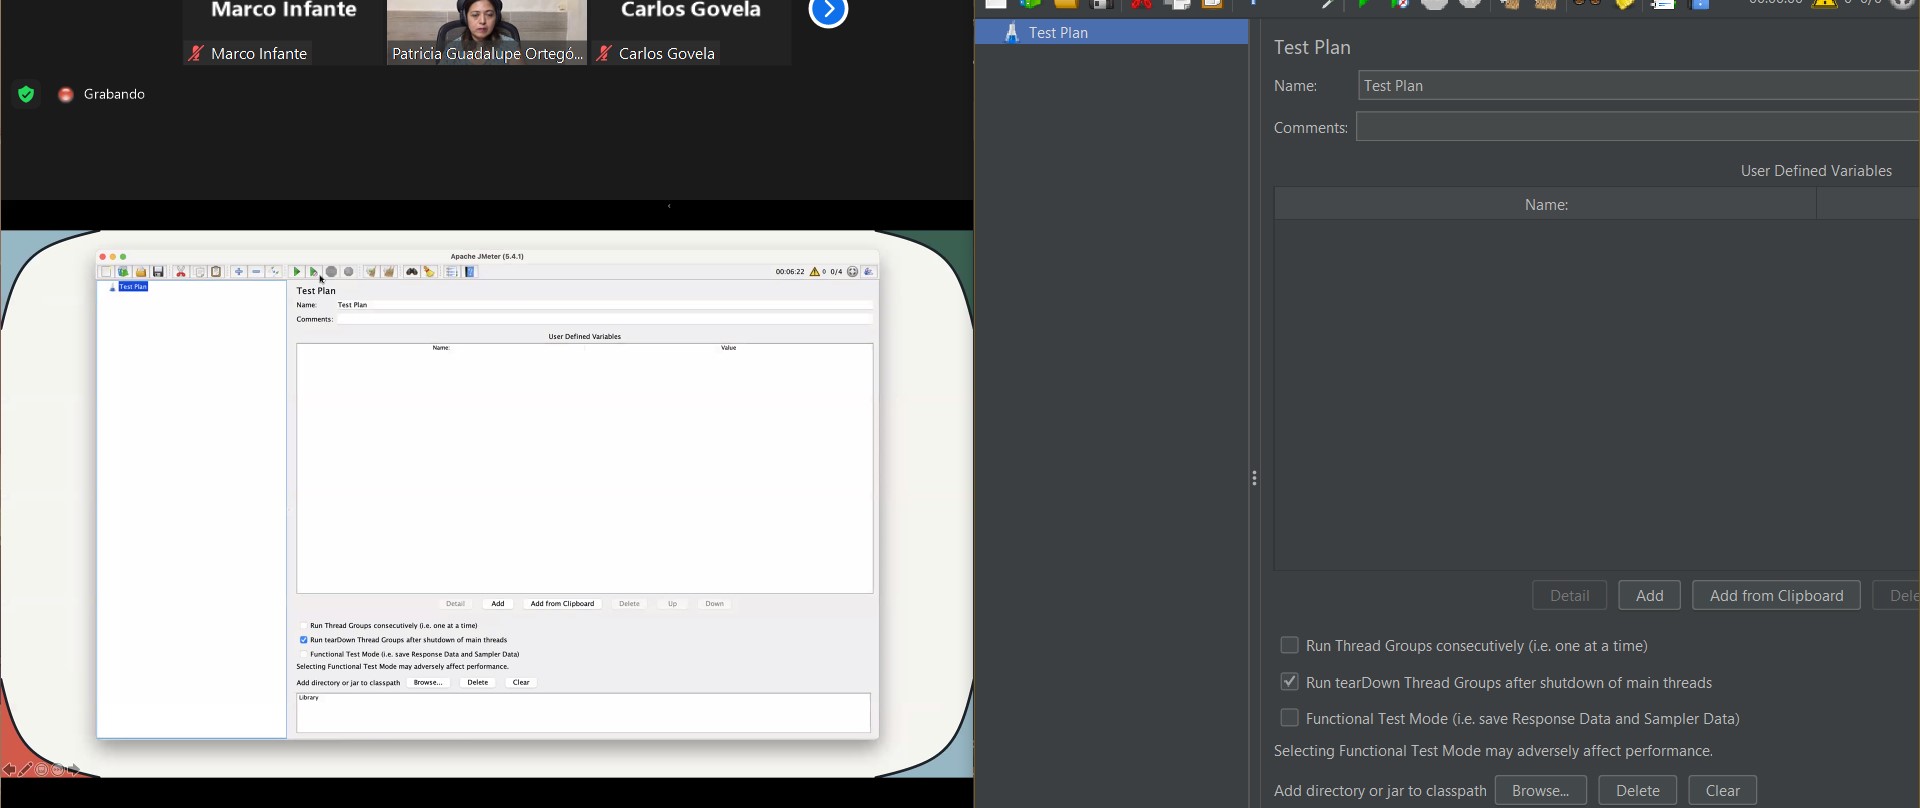 Marco Infante
Carlos Govela
Marco Infante
Patricia Guadalupe Ortegó...
Carlos Govela
Grabando
Apache JMeter (5.4.1)
00:06:22
0
0/4
Test Plan
Test Plan
Name:
Test Plan
Comments:
User Defined Variables
Name:
Value
Detail
Add
Add from Clipboard
Delete
Up
Down
Run Thread Groups consecutively (i.e. one at a time)
Run tearDown Thread Groups after shutdown of main threads
Functional Test Mode (i.e. save Response Data and Sampler Data)
Selecting Functional Test Mode may adversely affect performance.
Add directory or jar to classpath
Browse...
Delete
Clear
Library
Test Plan
Test Plan
Name:
Test Plan
Comments:
User Defined Variables
Name:
Detail
Add
Add from Clipboard
Dele
Run Thread Groups consecutively (i.e. one at a time)
Run tearDown Thread Groups after shutdown of main threads
Functional Test Mode (i.e. save Response Data and Sampler Data)
Selecting Functional Test Mode may adversely affect performance.
Add directory or jar to classpath
Browse...
Delete
Clear